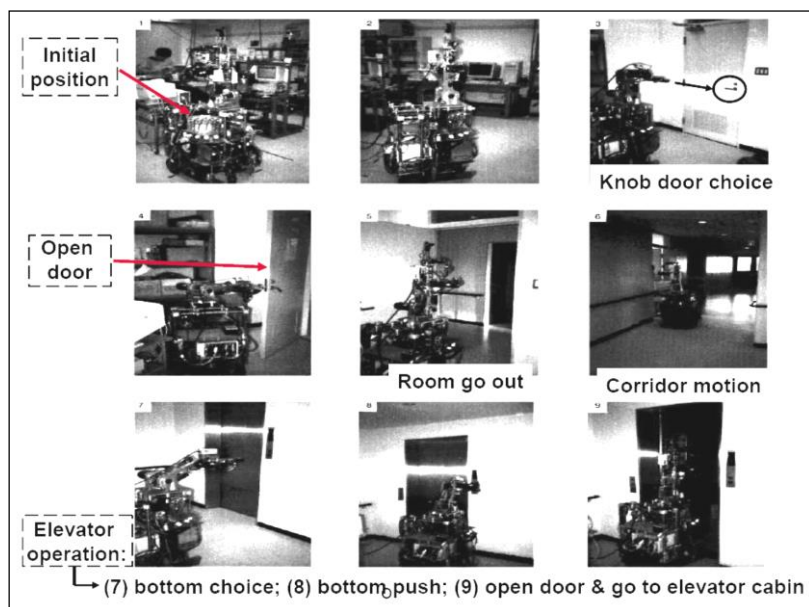 1
2
3
Initial
position
Knob door choice
4
5
6
Open
door
Room go out
Corridor motion
7
8
9
Elevator
operation:
(7) bottom choice; (8) bottom push; (9) open door & go to elevator cabin